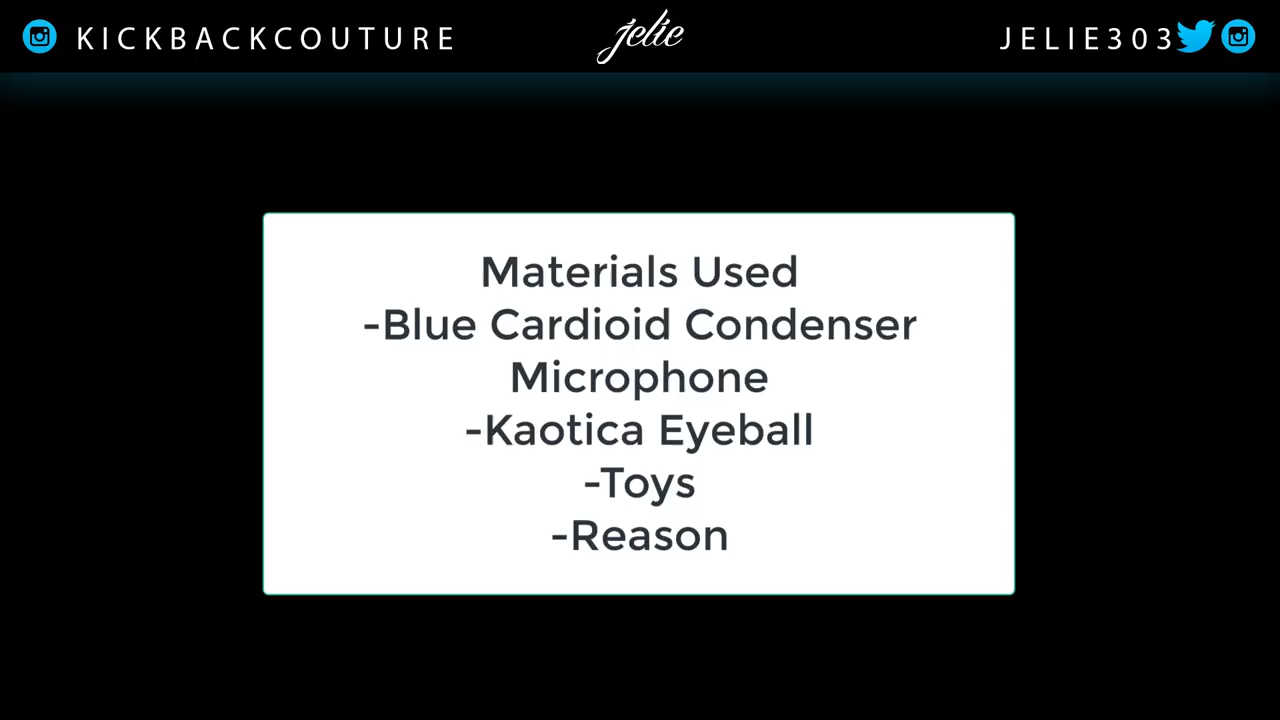 KICKBACKCOUTURE
jelie
JELIE303
Materials Used
-Blue Cardioid Condenser
Microphone
-Kaotica Eyeball
-Toys
-Reason